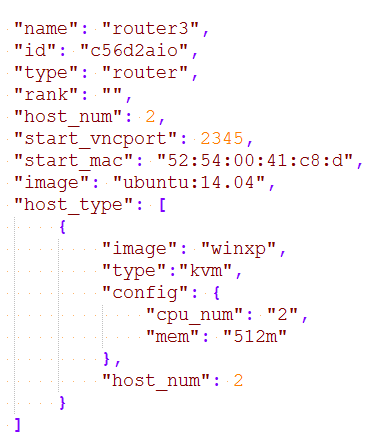 "name": "router3",
"id": "c56d2aio",
"type": "router",
"rank": "",
"host_num": 2,
"start_vncport": 2345,
"start_mac": "52:54:00:41:c8:d",
"image": "ubuntu:14.04",
"host_type": [
{
"image": "winxp",
"type":"kvm",
"config": {
"cpu_num": "2",
"mem": "512m"
},
"host_num": 2
}
]